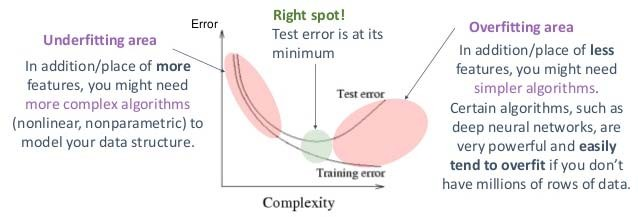 Underfitting area
In addition/place of more
features, you might need
more complex algorithms
(nonlinear, nonparametric) to
model your data structure.
Error
Right spot!
Test error is at its
minimum
Test error
Training error
Complexity
Overfitting area
In addition/place of less
features, you might need
simpler algorithms.
Certain algorithms, such as
deep neural networks, are
very powerful and easily
tend to overfit if you don’t
have millions of rows of data.